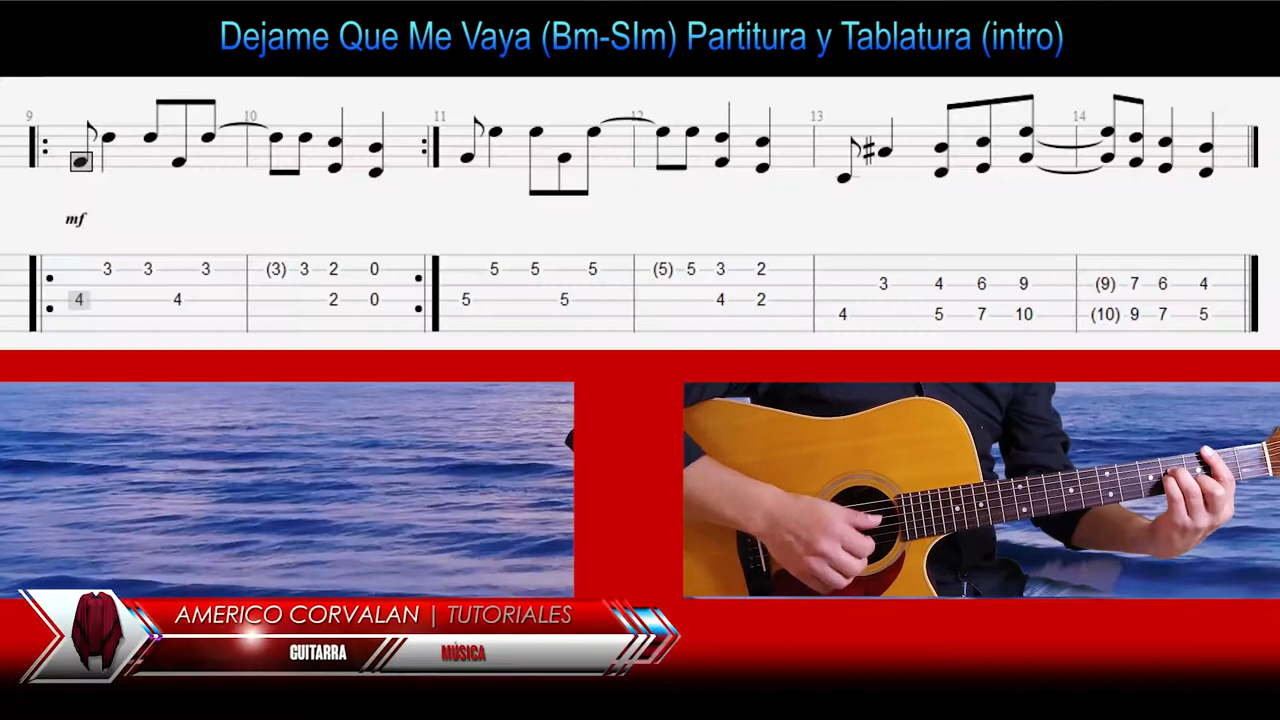 Dejame Que Me Vaya (Bm-SIm) Partitura y Tablatura (intro)
9 10 11 12 13 14
mf
3 3 3 (3) 3 2 0 5 5 5 (5) 5 3 2
3 4 6 9 (9) 7 6 4
4 4 2 0 5 5 4 2
4 5 7 10 (10) 9 7 5
AMERICO CORVALAN | TUTORIALES
GUITARRA MÚSICA